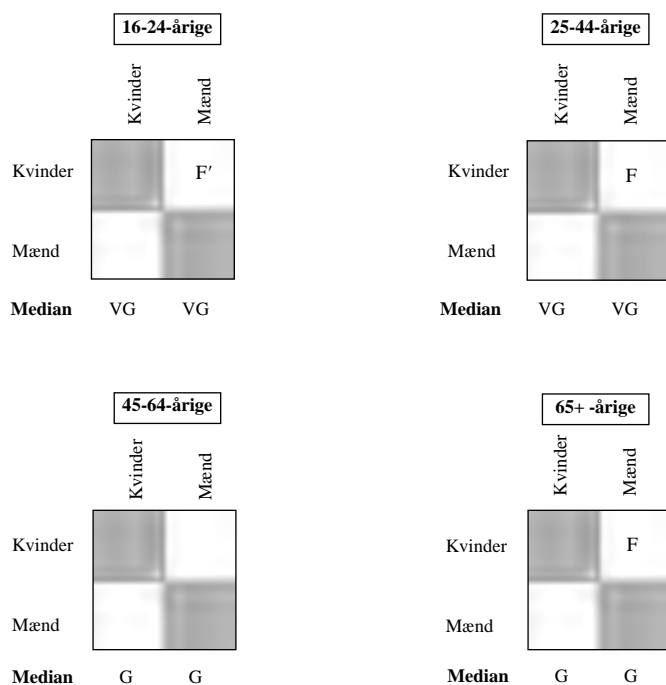 16-24-årige
Kvinder
Mænd
Kvinder
F′
Mænd
Median VG VG
25-44-årige
Kvinder
Mænd
Kvinder
F
Mænd
Median VG VG
45-64-årige
Kvinder
Mænd
Kvinder
Mænd
Median G G
65+ -årige
Kvinder
Mænd
Kvinder
F
Mænd
Median G G